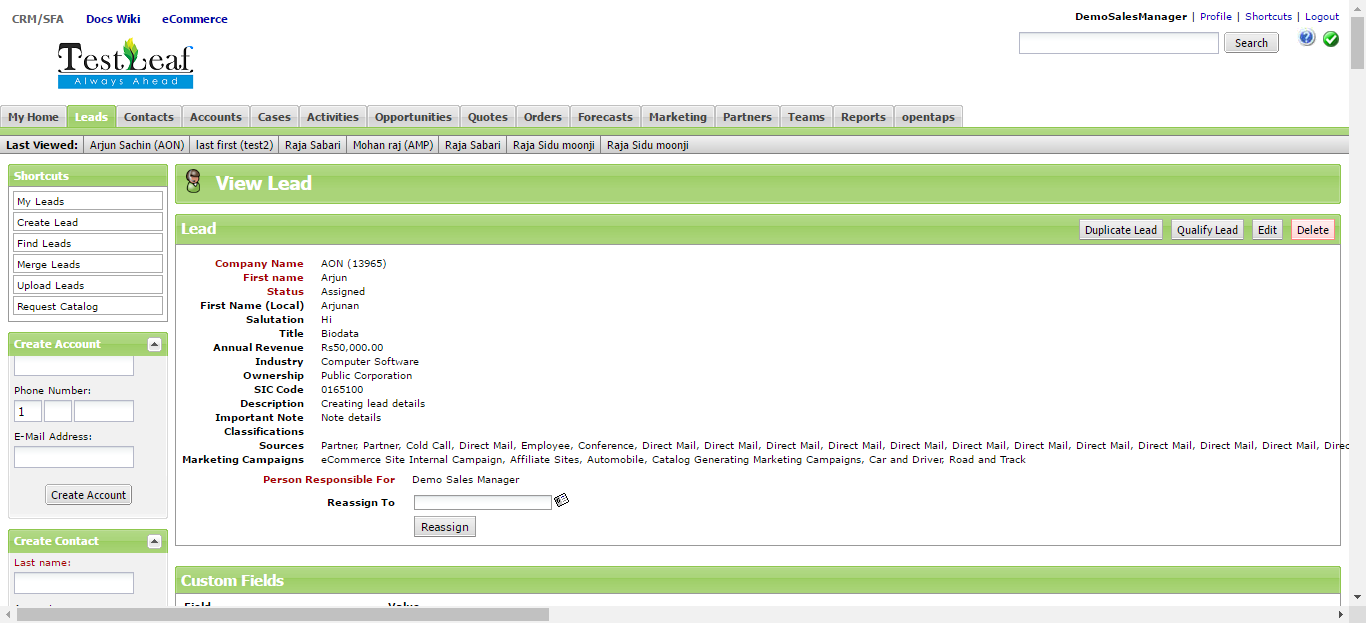 CRM/SFA Docs Wiki eCommerce
DemoSalesManager | Profile | Shortcuts | Logout
Search
TestLeaf
Always Ahead
My Home Leads Contacts Accounts Cases Activities Opportunities Quotes Orders Forecasts Marketing Partners Teams Reports opentaps
Last Viewed: Arjun Sachin (AON) last first (test2) Raja Sabari Mohan raj (AMP) Raja Sabari Raja Sidu moonji Raja Sidu moonji
Shortcuts
My Leads
Create Lead
Find Leads
Merge Leads
Upload Leads
Request Catalog
Create Account
Phone Number:
1
E-Mail Address:
Create Account
Create Contact
Last name:
View Lead
Lead
Duplicate Lead Qualify Lead Edit Delete
Company Name AON (13965)
First name Arjun
Status Assigned
First Name (Local) Arjunan
Salutation Hi
Title Biodata
Annual Revenue Rs50,000.00
Industry Computer Software
Ownership Public Corporation
SIC Code 0165100
Description Creating lead details
Important Note Note details
Classifications
Sources Partner, Partner, Cold Call, Direct Mail, Employee, Conference, Direct Mail, Direct Mail, Direct Mail, Direct Mail, Direct Mail, Direct Mail, Direct Mail, Direct Mail, Direct Mail, Direct Mail, Direct Mail, Direc
Marketing Campaigns eCommerce Site Internal Campaign, Affiliate Sites, Automobile, Catalog Generating Marketing Campaigns, Car and Driver, Road and Track
Person Responsible For Demo Sales Manager
Reassign To
Reassign
Custom Fields
Field Value